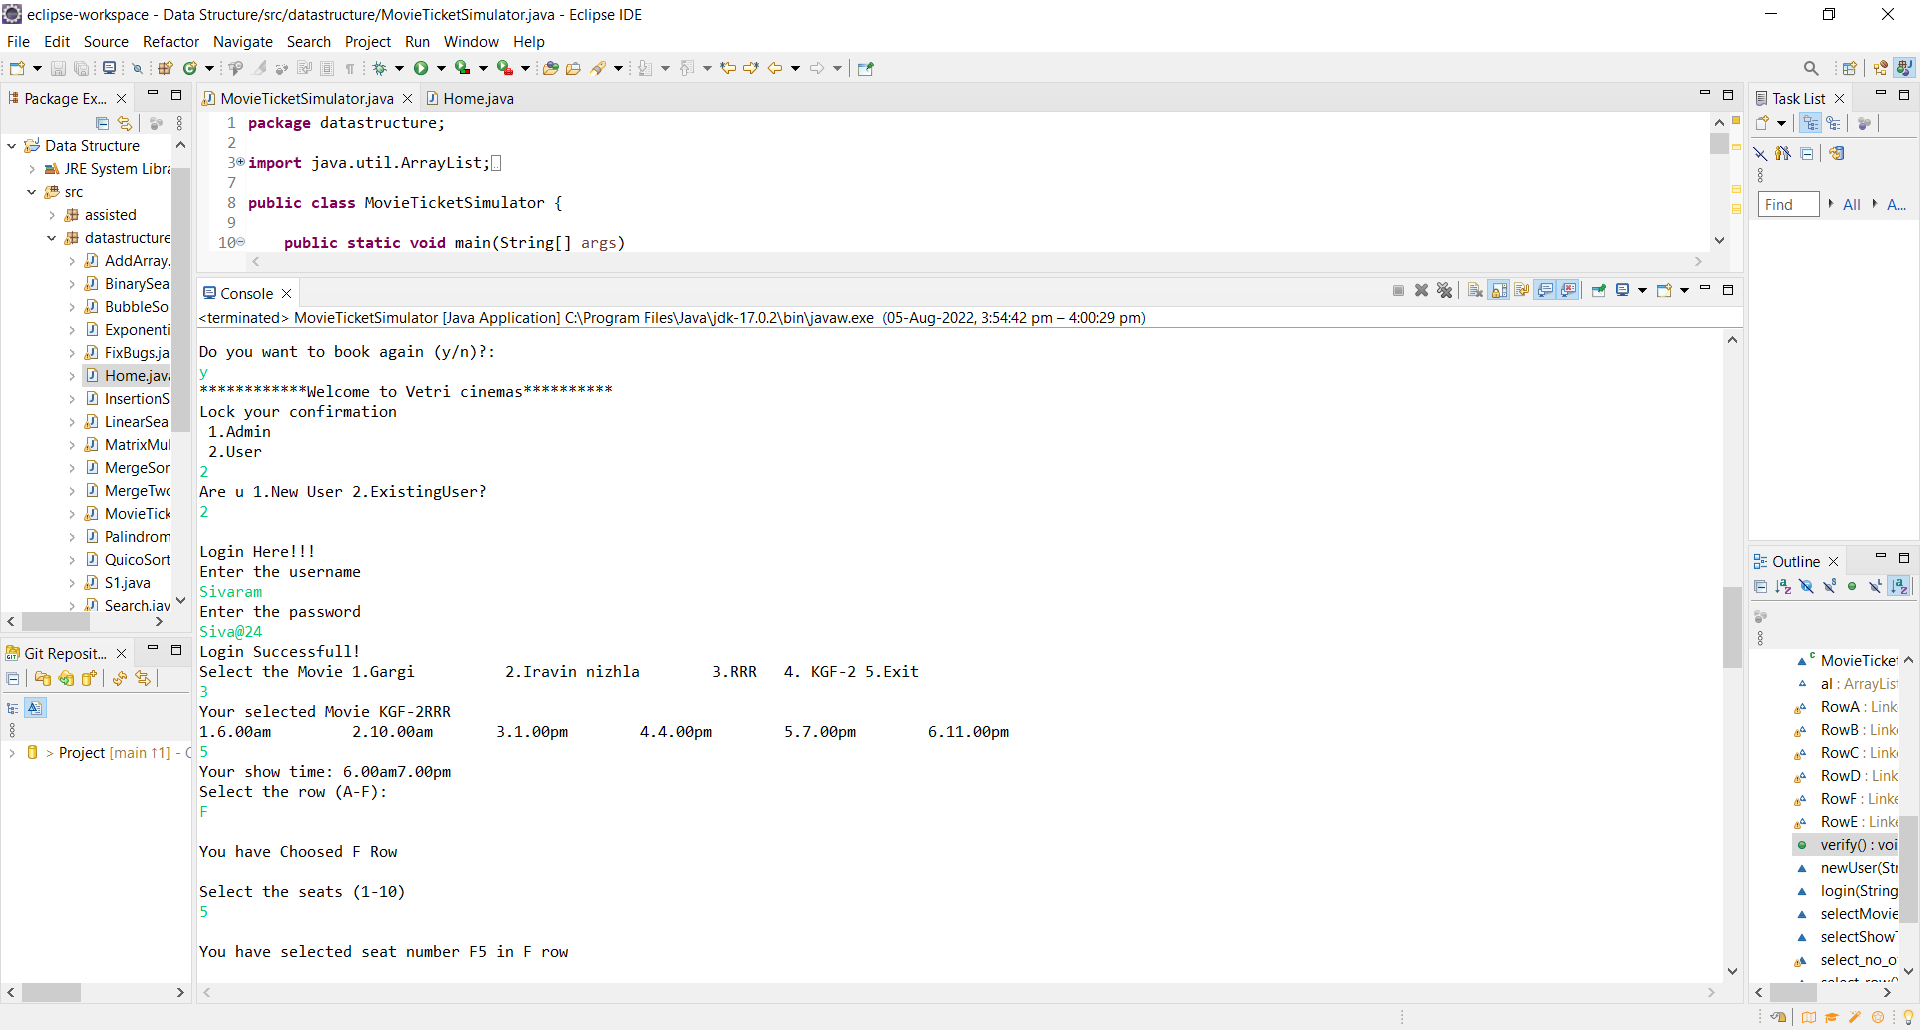 eclipse-workspace - Data Structure/src/datastructure/MovieTicketSimulator.java - Eclipse IDE
File Edit Source Refactor Navigate Search Project Run Window Help
Package Ex...
Data Structure
JRE System Libra
src
assisted
datastructure
AddArray.
BinarySea
BubbleSo
Exponenti
FixBugs.ja
Home.java
InsertionS
LinearSea
MatrixMul
MergeSor
MergeTwo
MovieTick
Palindrom
QuicoSort
S1.java
Search.jav
Git Reposit...
> Project [main ↑1] - C
MovieTicketSimulator.java Home.java
1 package datastructure;
2
3 import java.util.ArrayList;
7
8 public class MovieTicketSimulator {
9
10 public static void main(String[] args)
Console
<terminated> MovieTicketSimulator [Java Application] C:\Program Files\Java\jdk-17.0.2\bin\javaw.exe (05-Aug-2022, 3:54:42 pm – 4:00:29 pm)
Do you want to book again (y/n)?:
y
************Welcome to Vetri cinemas**********
Lock your confirmation
1.Admin
2.User
2
Are u 1.New User 2.ExistingUser?
2
Login Here!!!
Enter the username
Sivaram
Enter the password
Siva@24
Login Successfull!
Select the Movie 1.Gargi 2.Iravin nizhla 3.RRR 4. KGF-2 5.Exit
3
Your selected Movie KGF-2RRR
1.6.00am 2.10.00am 3.1.00pm 4.4.00pm 5.7.00pm 6.11.00pm
5
Your show time: 6.00am7.00pm
Select the row (A-F):
F
You have Choosed F Row
Select the seats (1-10)
5
You have selected seat number F5 in F row
Task List
Find All A...
Outline
MovieTicket
al : ArrayList
RowA : Link
RowB : Link
RowC : Link
RowD : Link
RowF : Linke
RowE : Linke
verify() : voi
newUser(Str
login(String
selectMovie
selectShowT
select_no_o